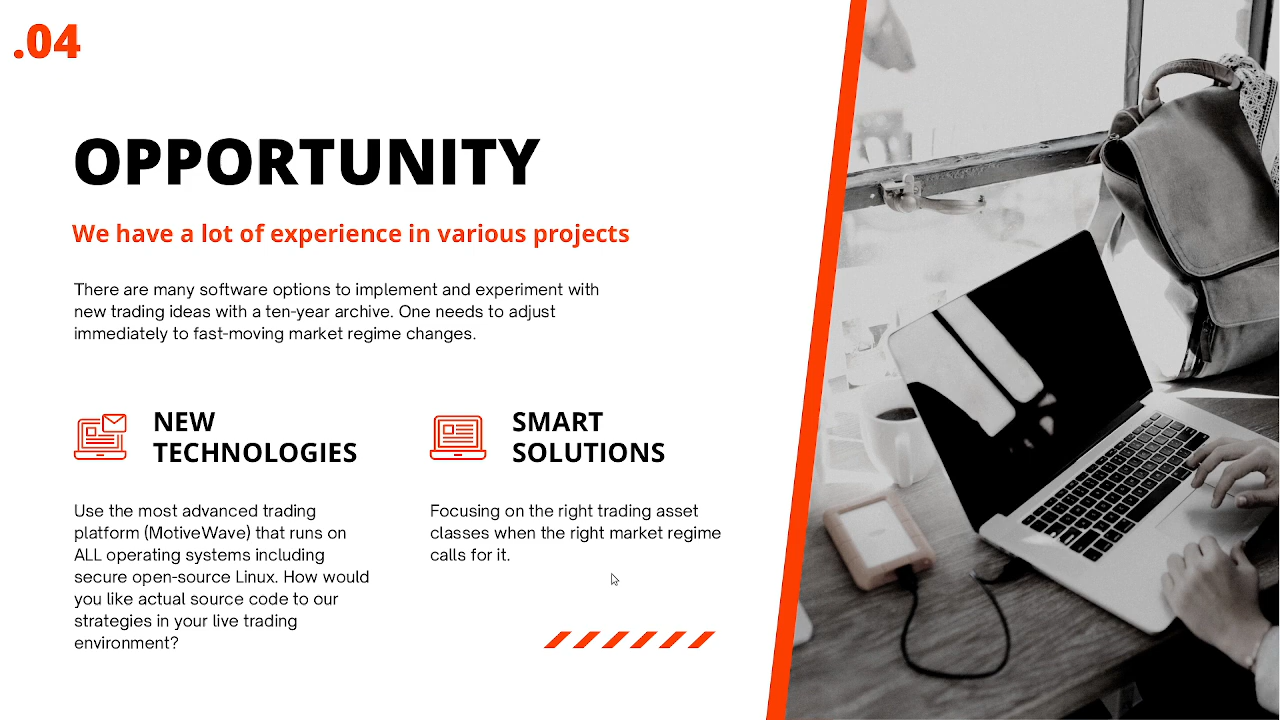 .04
OPPORTUNITY
We have a lot of experience in various projects
There are many software options to implement and experiment with
new trading ideas with a ten-year archive. One needs to adjust
immediately to fast-moving market regime changes.
NEW
TECHNOLOGIES
Use the most advanced trading
platform (MotiveWave) that runs on
ALL operating systems including
secure open-source Linux. How would
you like actual source code to our
strategies in your live trading
environment?
SMART
SOLUTIONS
Focusing on the right trading asset
classes when the right market regime
calls for it.